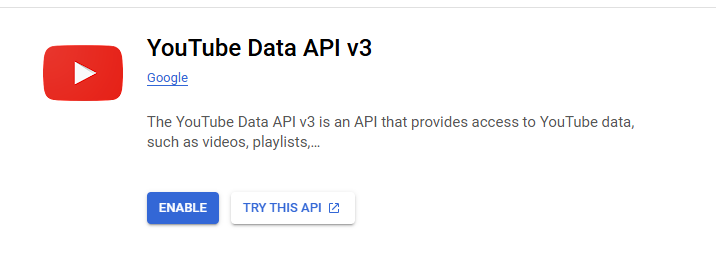 YouTube Data API v3
Google
The YouTube Data API v3 is an API that provides access to YouTube data,
such as videos, playlists,…
ENABLE
TRY THIS API